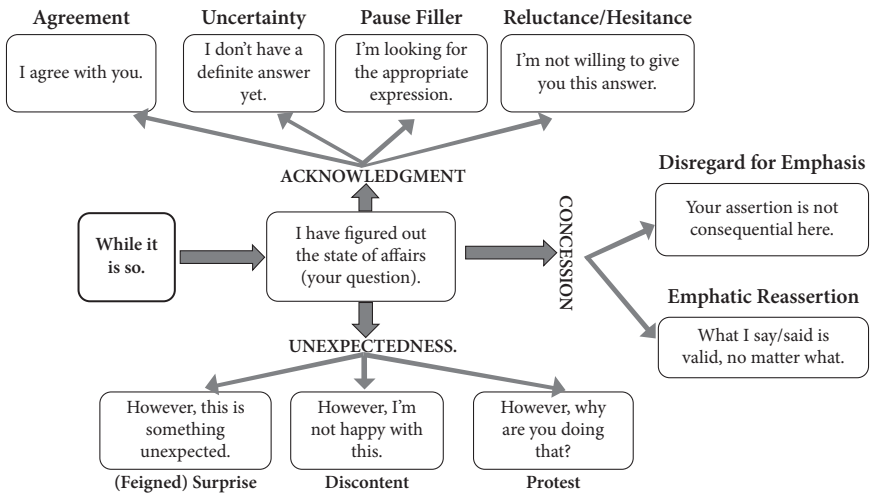 Agreement
I agree with you.
Uncertainty
I don't have a
definite answer
yet.
Pause Filler
I'm looking for
the appropriate
expression.
Reluctance/Hesitance
I'm not willing to give
you this answer.
ACKNOWLEDGMENT
While it
is so.
I have figured out
the state of affairs
(your question).
CONCESSION
Disregard for Emphasis
Your assertion is not
consequential here.
Emphatic Reassertion
What I say/said is
valid, no matter what.
UNEXPECTEDNESS.
However, this is
something
unexpected.
(Feigned) Surprise
However, I'm
not happy with
this.
Discontent
However, why
are you doing
that?
Protest